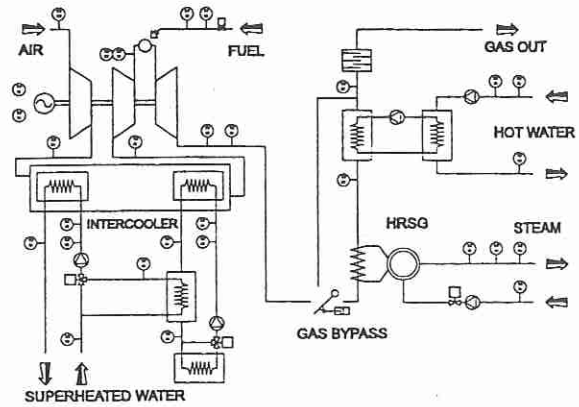 AIR
FUEL
GAS OUT
HOT WATER
INTERCOOLER
HRSG
STEAM
GAS BYPASS
SUPERHEATED WATER